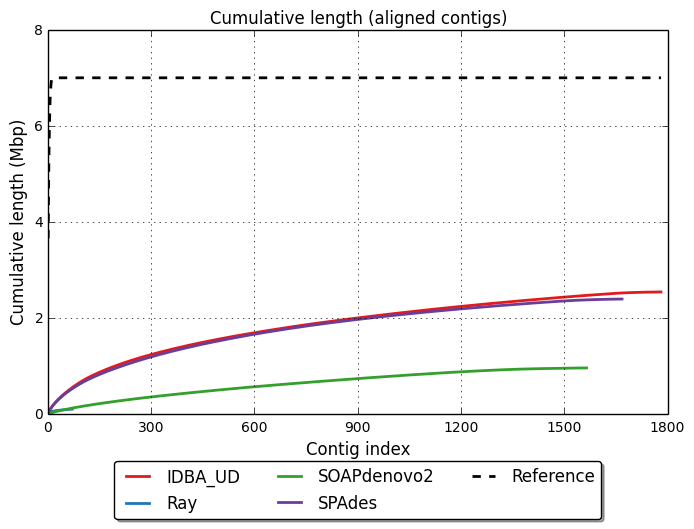 Cumulative length (aligned contigs)
8
6
4
2
0
Cumulative length (Mbp)
0 300 600 900 1200 1500 1800
Contig index
IDBA_UD SOAPdenovo2 Reference
Ray SPAdes